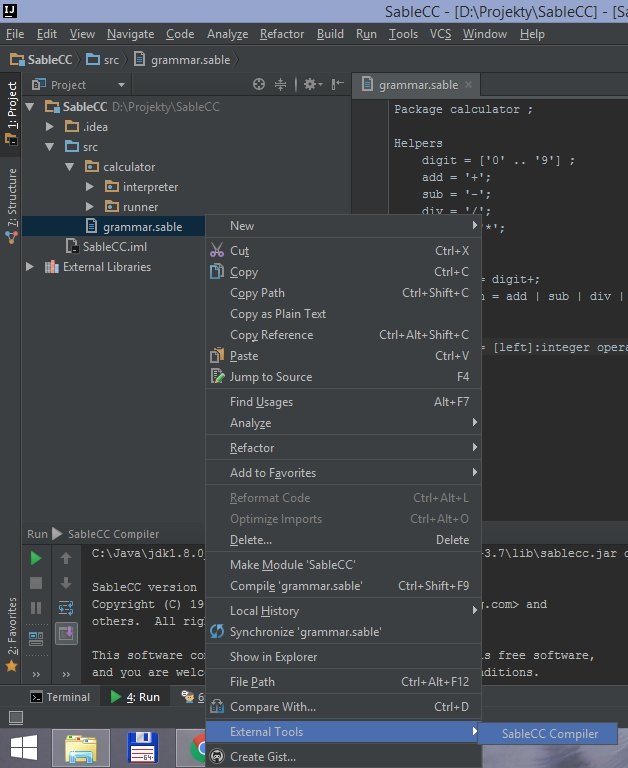 IJ
SableCC - [D:\Projekty\SableCC] - [Sa
File Edit View Navigate Code Analyze Refactor Build Run Tools VCS Window Help
SableCC src grammar.sable
1: Project
Project
grammar.sable
SableCC D:\Projekty\SableCC
.idea
src
calculator
interpreter
runner
grammar.sable
SableCC.iml
External Libraries
7: Structure
2: Favorites
Package calculator ;
Helpers
digit = ['0' .. '9'] ;
add = '+';
sub = '-';
div = '/';
'*';
= digit+;
= add | sub | div |
= [left]:integer opera
New
Cut Ctrl+X
Copy Ctrl+C
Copy Path Ctrl+Shift+C
Copy as Plain Text
Copy Reference Ctrl+Alt+Shift+C
Paste Ctrl+V
Jump to Source F4
Find Usages Alt+F7
Analyze
Refactor
Add to Favorites
Reformat Code Ctrl+Alt+L
Optimize Imports Ctrl+Alt+O
Delete... Delete
Make Module 'SableCC'
Compile 'grammar.sable' Ctrl+Shift+F9
Local History
Synchronize 'grammar.sable'
Show in Explorer
File Path Ctrl+Alt+F12
Compare With... Ctrl+D
External Tools
SableCC Compiler
Create Gist...
Run SableCC Compiler
C:\Java\jdk1.8.0 -3.7\lib\sablecc.jar
SableCC version
Copyright (C) 19 g.com> and
others. All rig
This software co s free software,
and you are welc ditions.
Terminal 4: Run 6
64